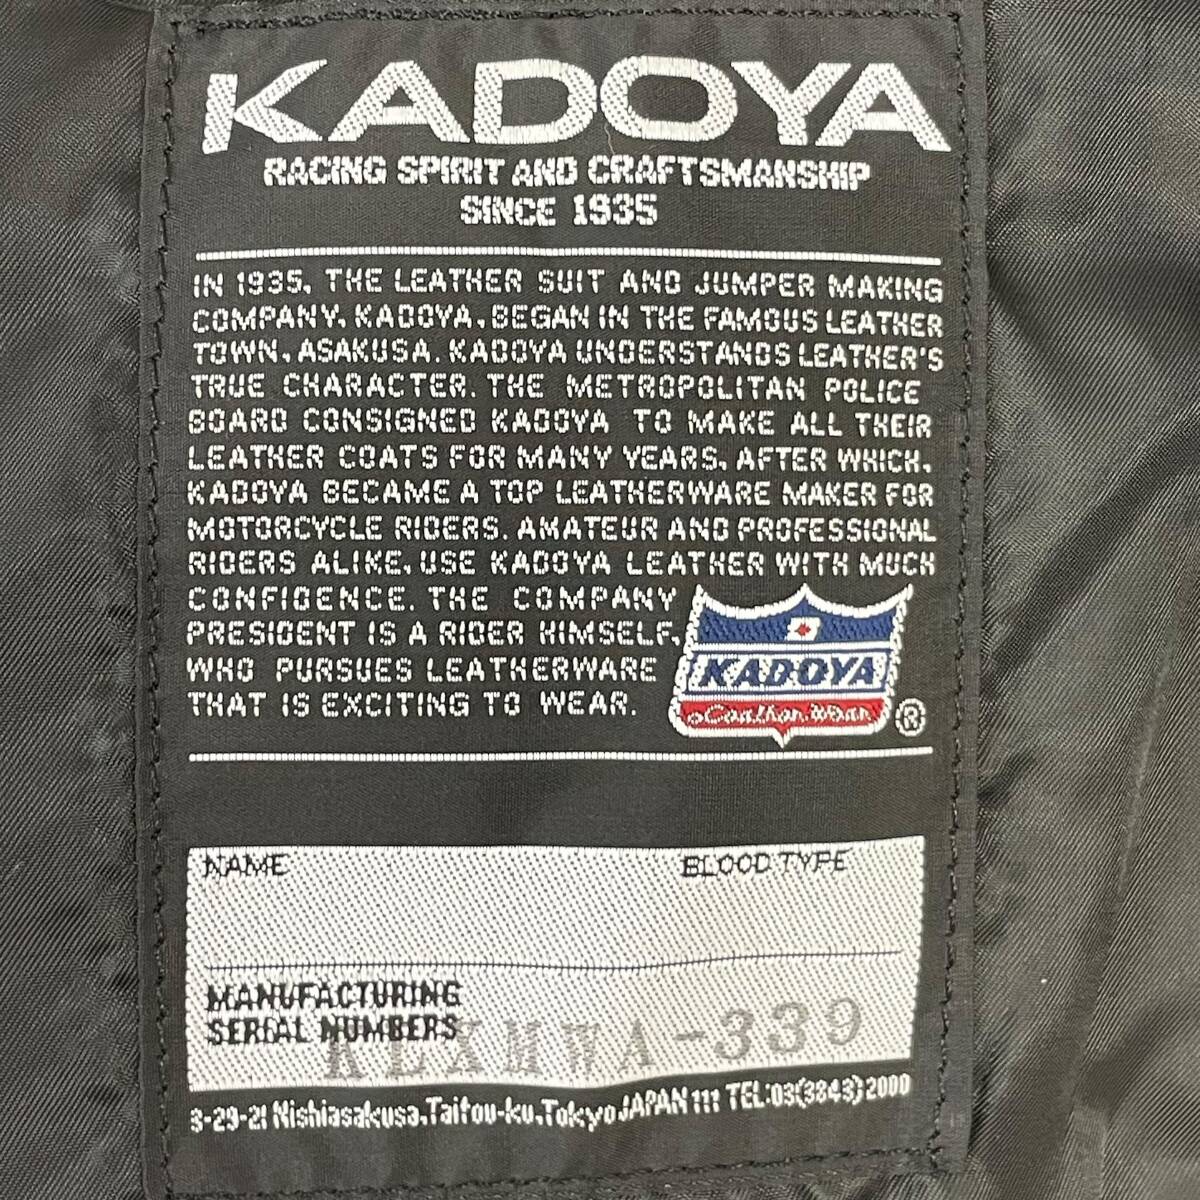 KADOYA
RACING SPIRIT AND CRAFTSMANSHIP
SINCE 1935
IN 1935, THE LEATHER SUIT AND JUMPER MAKING
COMPANY, KADOYA, BEGAN IN THE FAMOUS LEATHER
TOWN, ASAKUSA. KADOYA UNDERSTANDS LEATHER'S
TRUE CHARACTER. THE METROPOLITAN POLICE
BOARD CONSIGNED KADOYA TO MAKE ALL THEIR
LEATHER COATS FOR MANY YEARS, AFTER WHICH,
KADOYA BECAME A TOP LEATHERWARE MAKER FOR
MOTORCYCLE RIDERS. AMATEUR AND PROFESSIONAL
RIDERS ALIKE, USE KADOYA LEATHER WITH MUCH
CONFIDENCE. THE COMPANY
PRESIDENT IS A RIDER HIMSELF,
WHO PURSUES LEATHERWARE
THAT IS EXCITING TO WEAR.
KADOYA
Leather Wear ®
NAME BLOOD TYPE
MANUFACTURING
SERIAL NUMBERS
KLXMWA-339
3-29-21 Nishiasakusa,Taitou-ku,Tokyo JAPAN 111 TEL:03(3843)2000